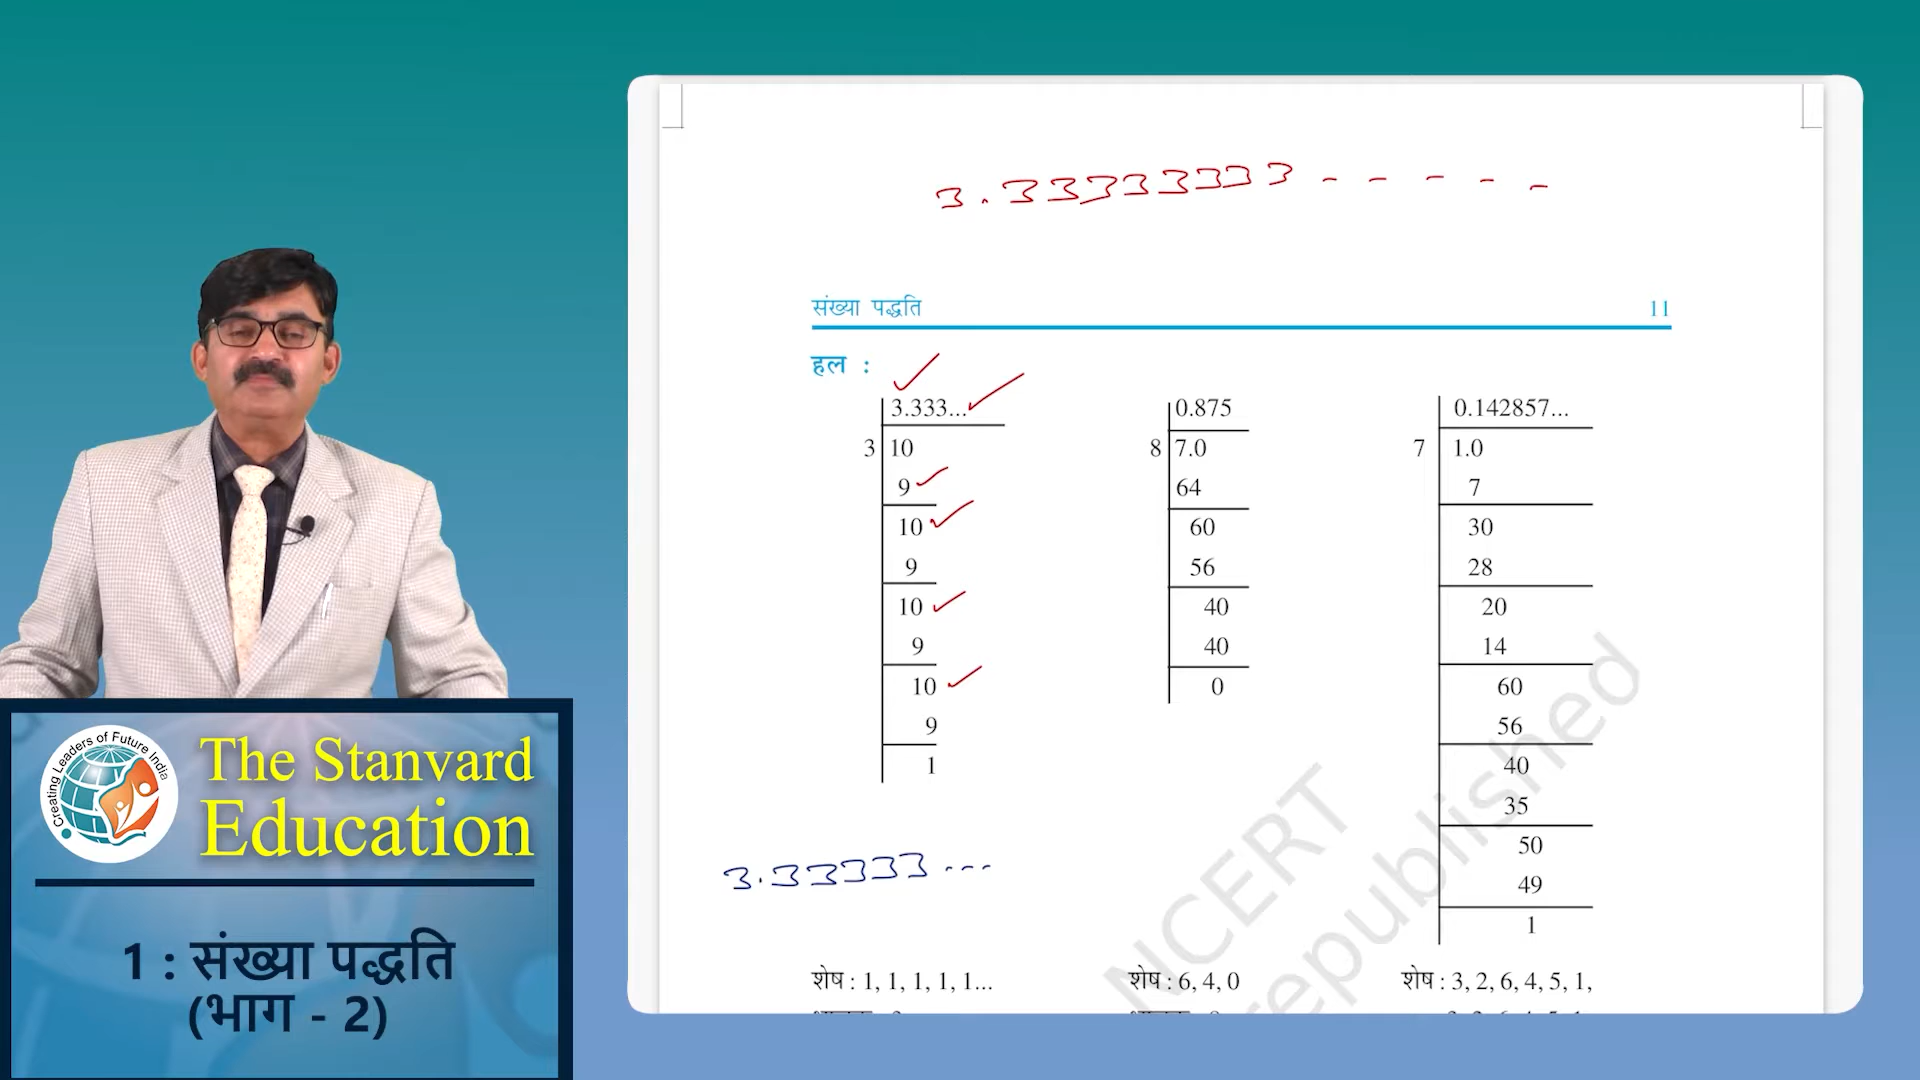 3.333333333 - - - - -
संख्या पद्धति 11
हल :
3.333...
3 10
9
10
9
10
9
10
9
1
0.875
8 7.0
64
60
56
40
40
0
0.142857...
7 1.0
7
30
28
20
14
60
56
40
35
50
49
1
3.33333...
शेष : 1, 1, 1, 1, 1...
शेष : 6, 4, 0
शेष : 3, 2, 6, 4, 5, 1,
NCERT
republished
Creating Leaders of Future India
The Stanvard
Education
1 : संख्या पद्धति
(भाग - 2)